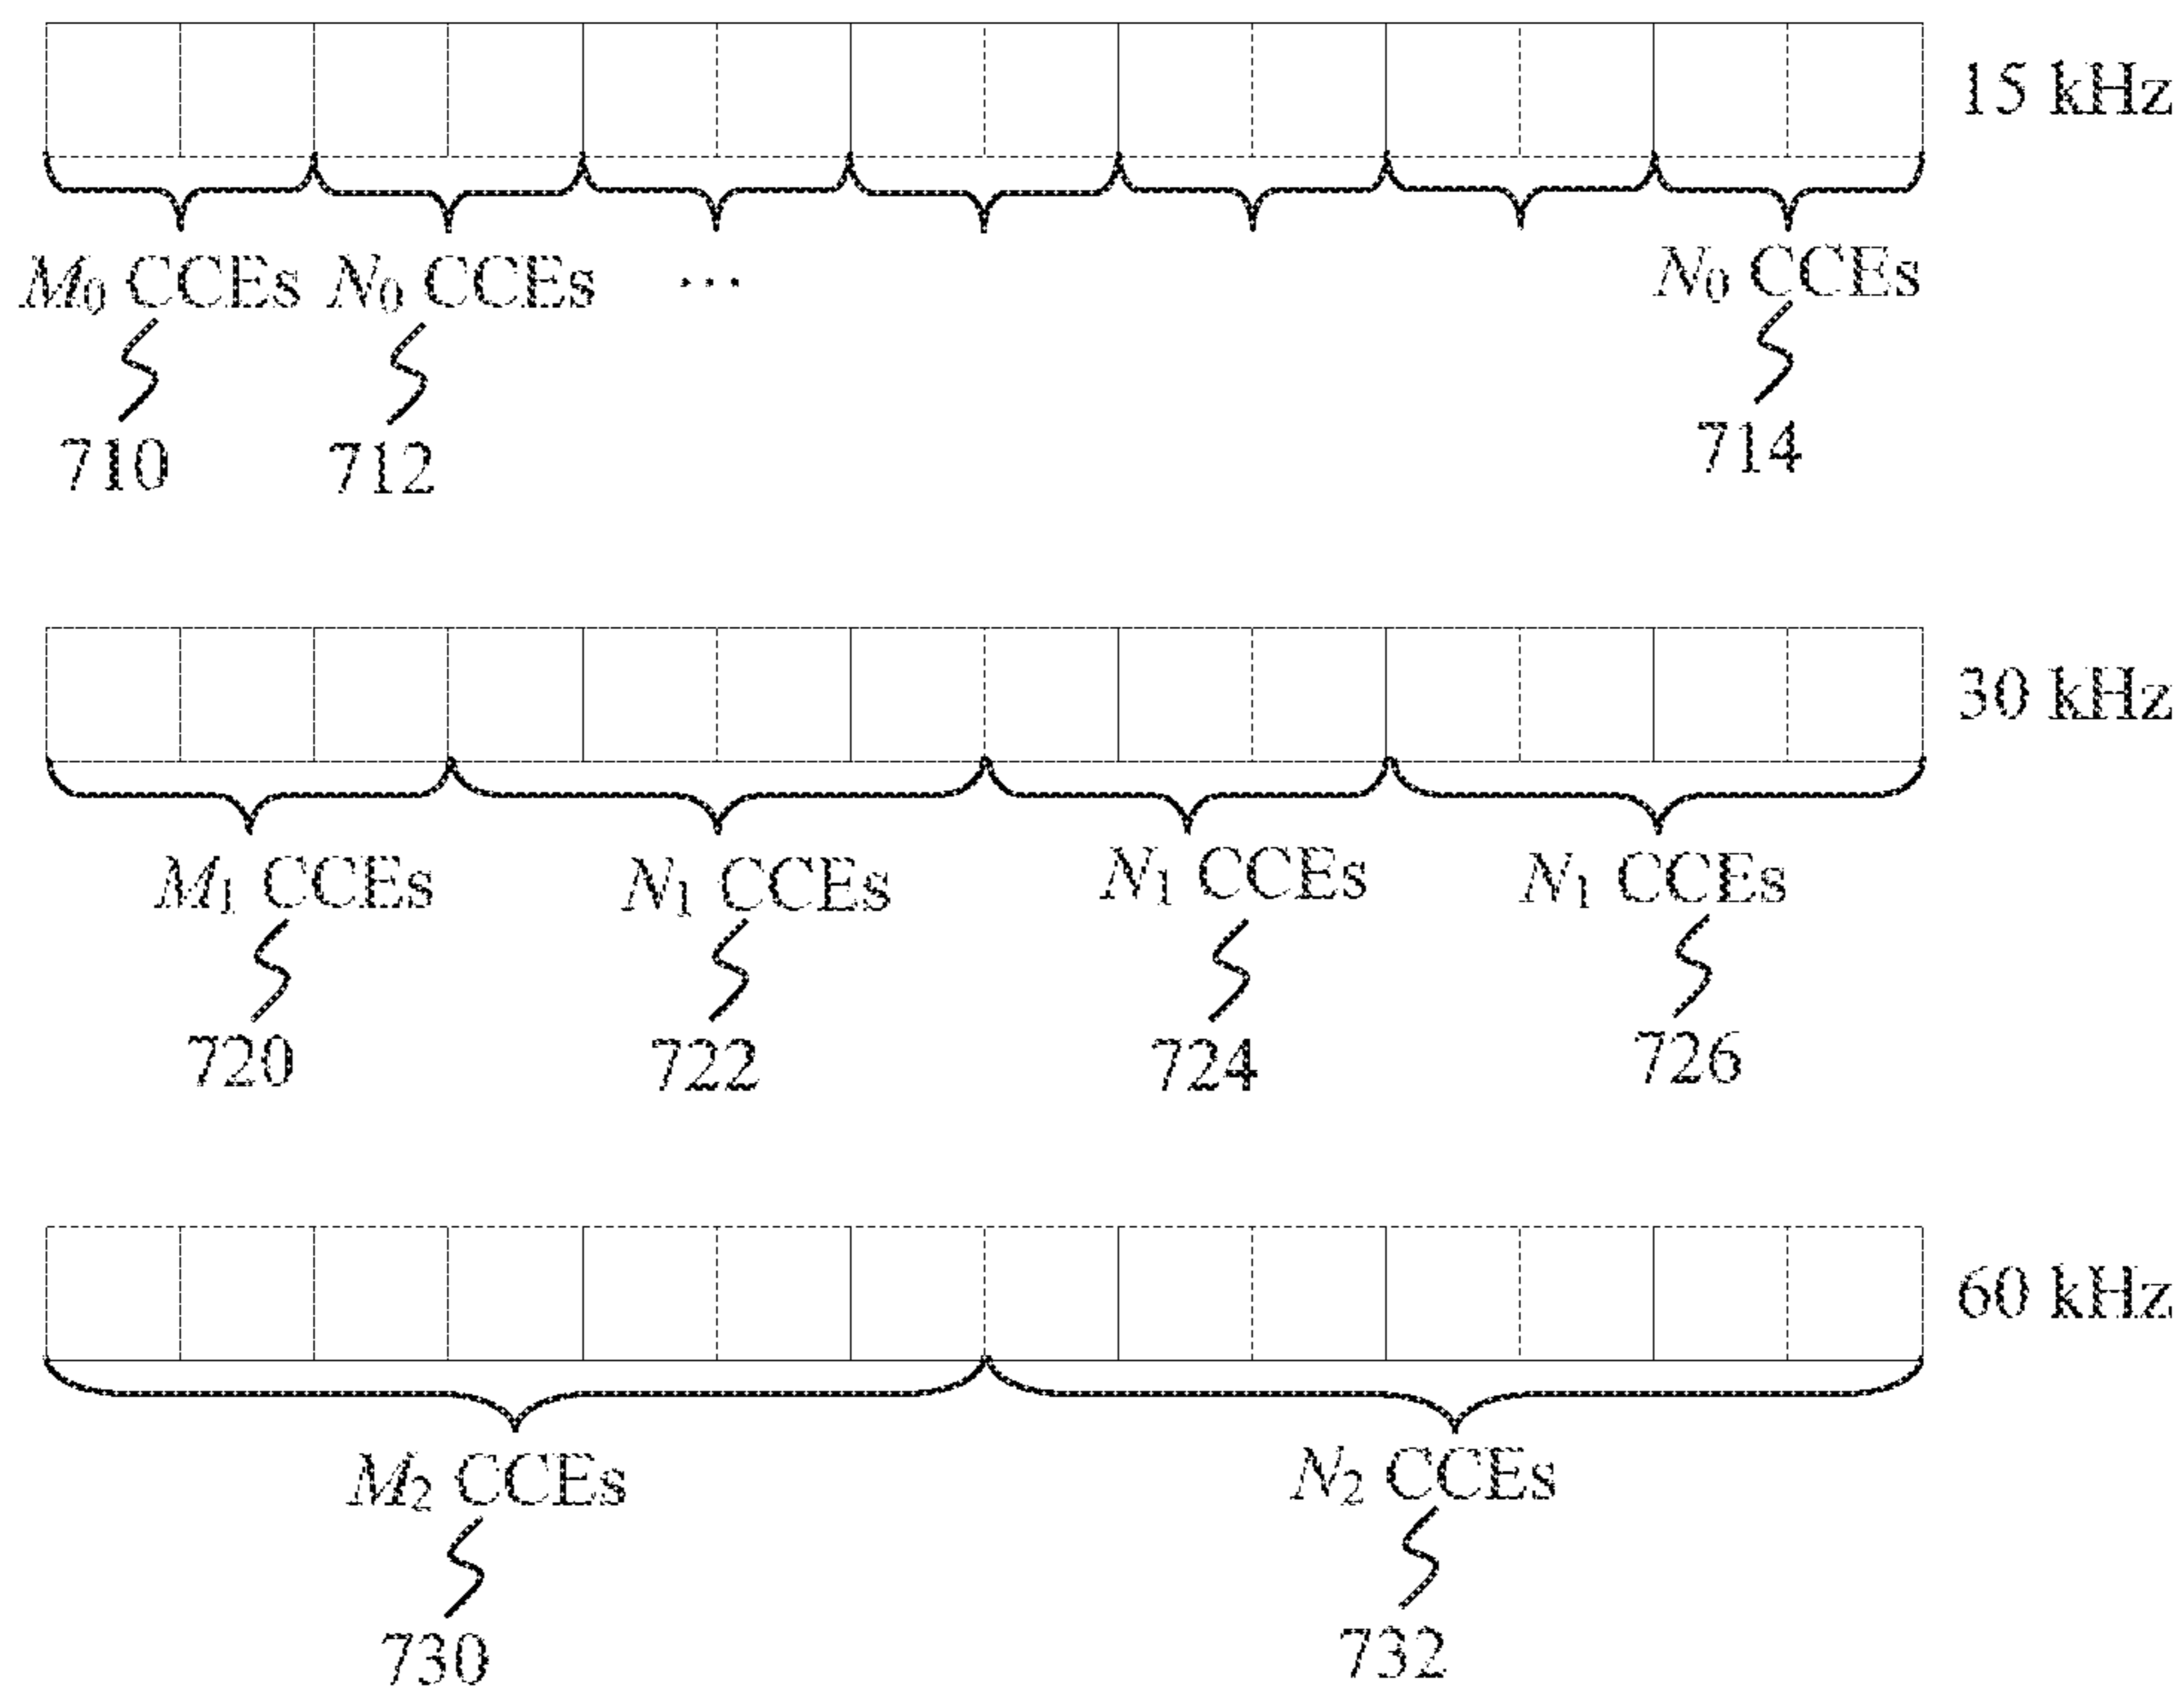 15 kHz
M0 CCEs N0 CCEs ... N0 CCEs
710 712 714
30 kHz
M1 CCEs N1 CCEs N1 CCEs N1 CCEs
720 722 724 726
60 kHz
M2 CCEs N2 CCEs
730 732